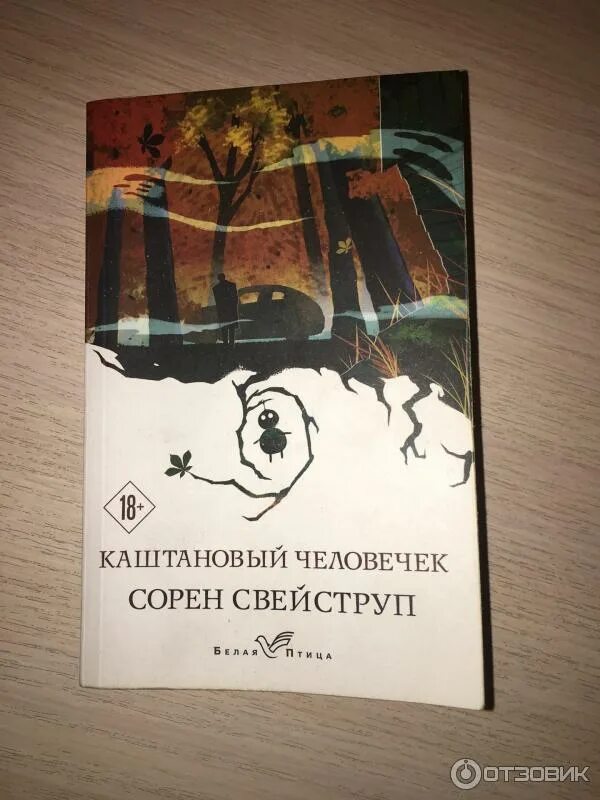 18+
КАШТАНОВЫЙ ЧЕЛОВЕЧЕК
СОРЕН СВЕЙСТРУП
БЕЛАЯ ПТИЦА
ОТЗОВИК